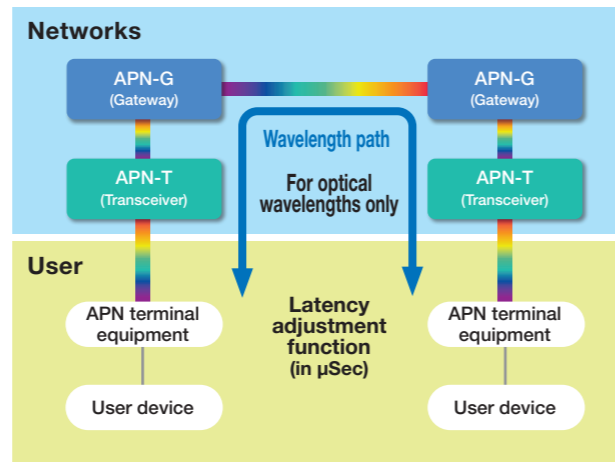 Networks
APN-G
(Gateway)
APN-G
(Gateway)
Wavelength path
For optical
wavelengths only
APN-T
(Transceiver)
APN-T
(Transceiver)
User
Latency
adjustment
function
(in µSec)
APN terminal
equipment
APN terminal
equipment
User device
User device